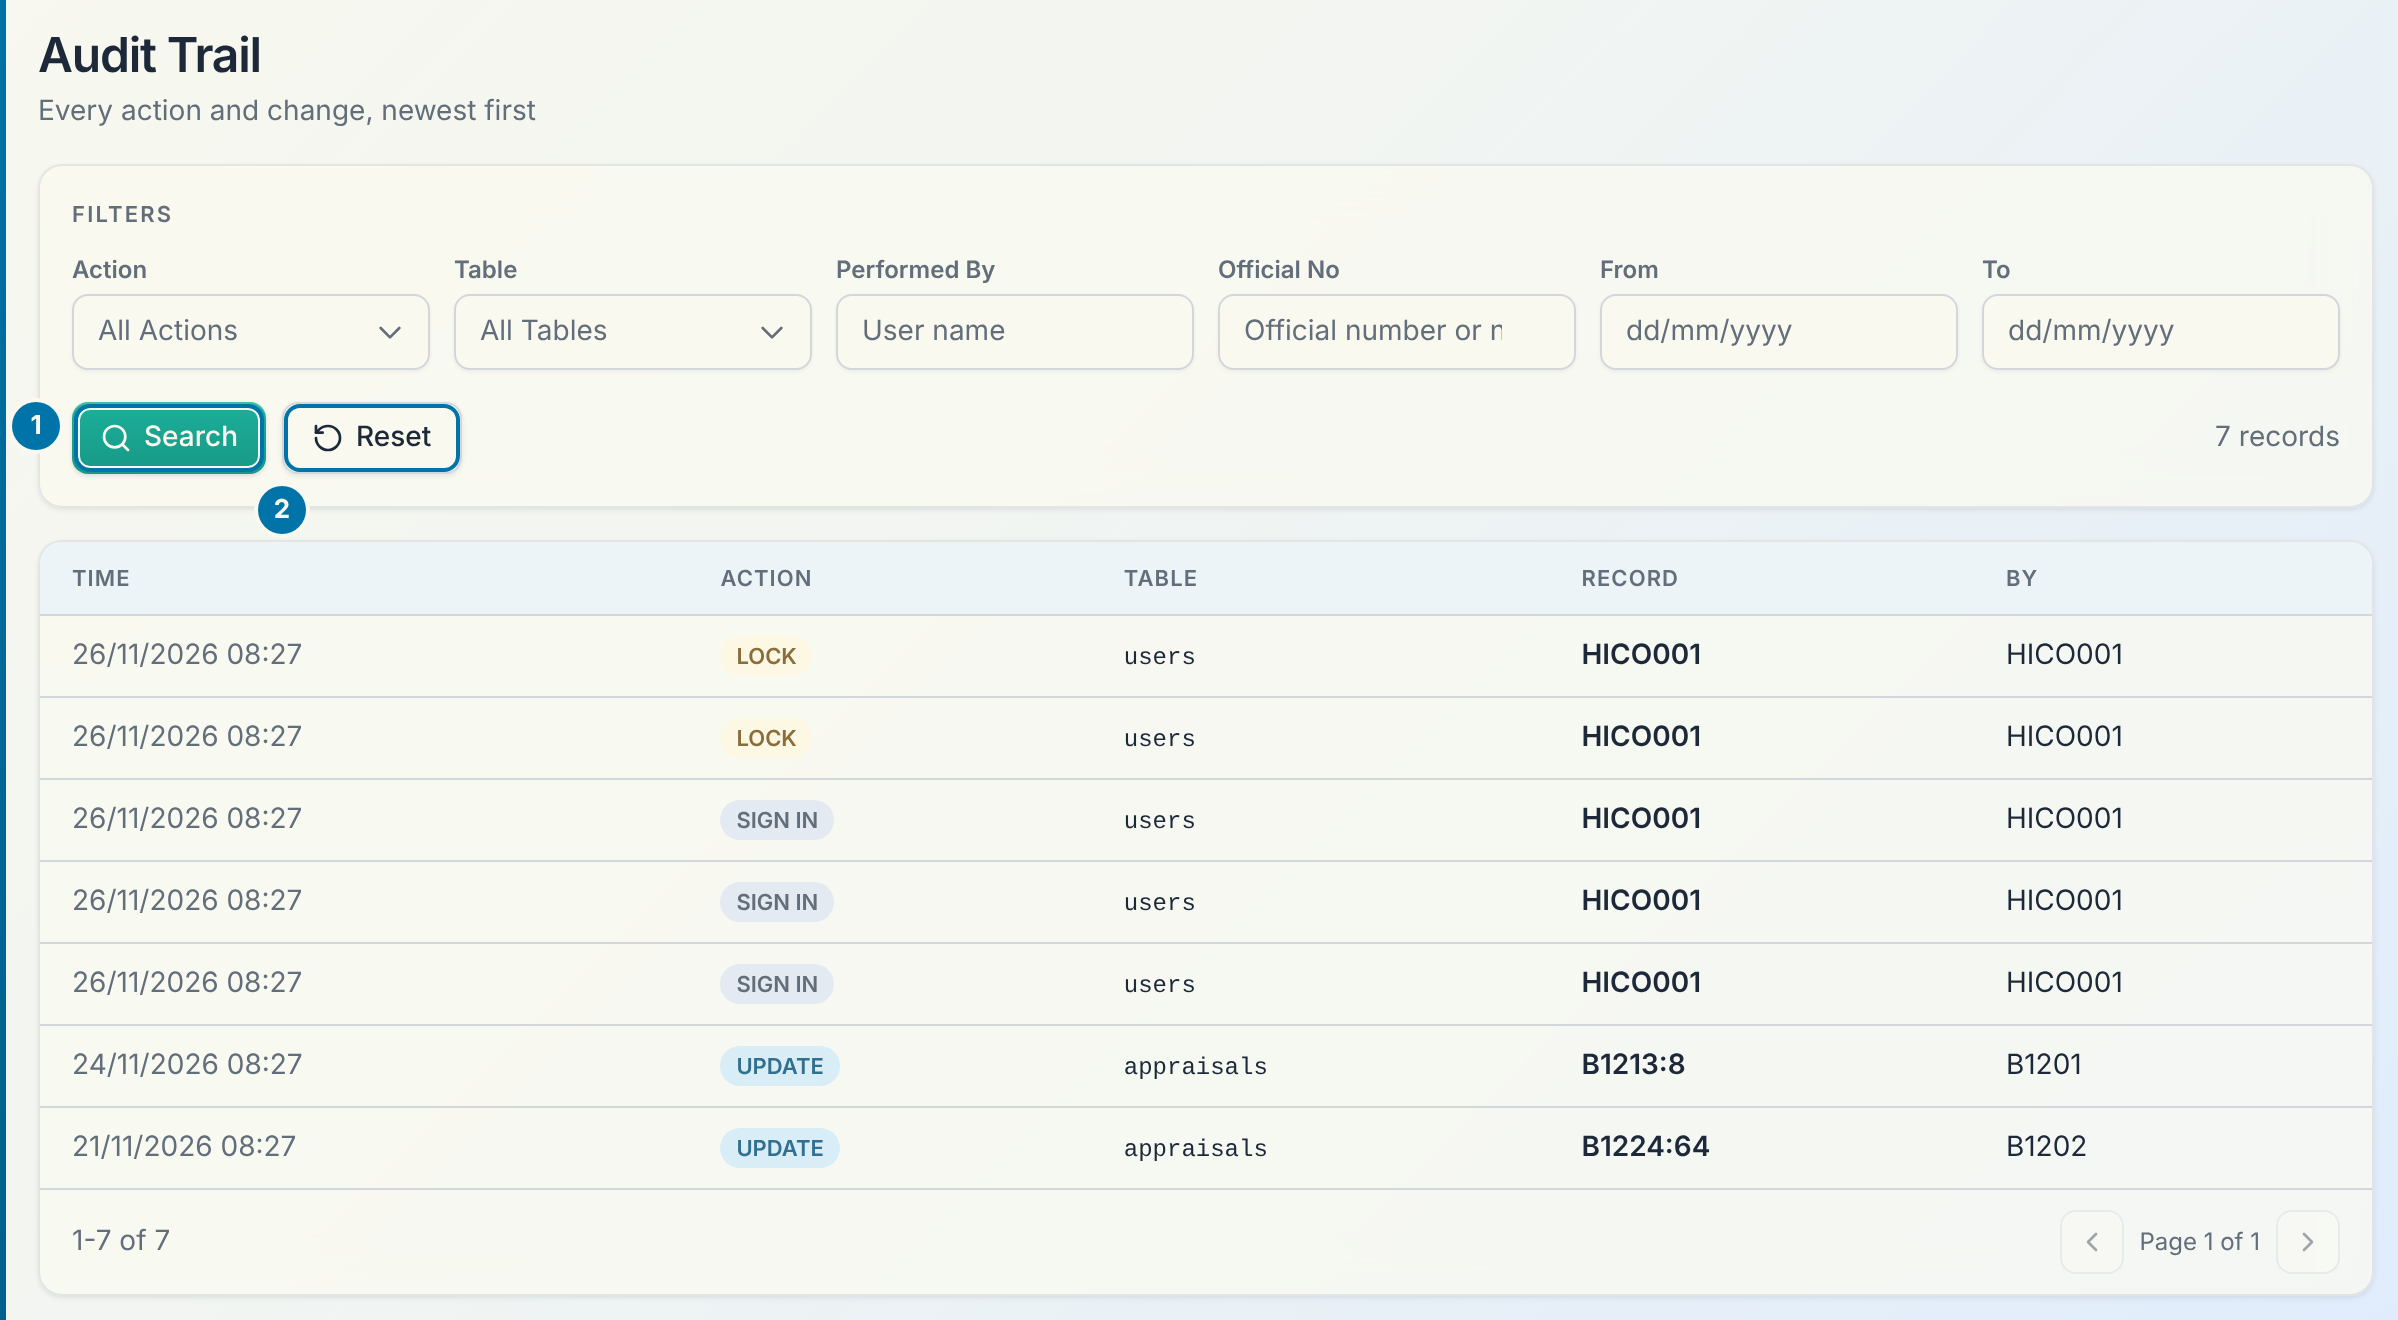 Audit Trail
Every action and change, newest first
FILTERS
Action Table Performed By Official No From To
All Actions All Tables User name Official number or n dd/mm/yyyy dd/mm/yyyy
1 Search Reset 7 records
2
TIME ACTION TABLE RECORD BY
26/11/2026 08:27 LOCK users HICO001 HICO001
26/11/2026 08:27 LOCK users HICO001 HICO001
26/11/2026 08:27 SIGN IN users HICO001 HICO001
26/11/2026 08:27 SIGN IN users HICO001 HICO001
26/11/2026 08:27 SIGN IN users HICO001 HICO001
24/11/2026 08:27 UPDATE appraisals B1213:8 B1201
21/11/2026 08:27 UPDATE appraisals B1224:64 B1202
1-7 of 7 Page 1 of 1